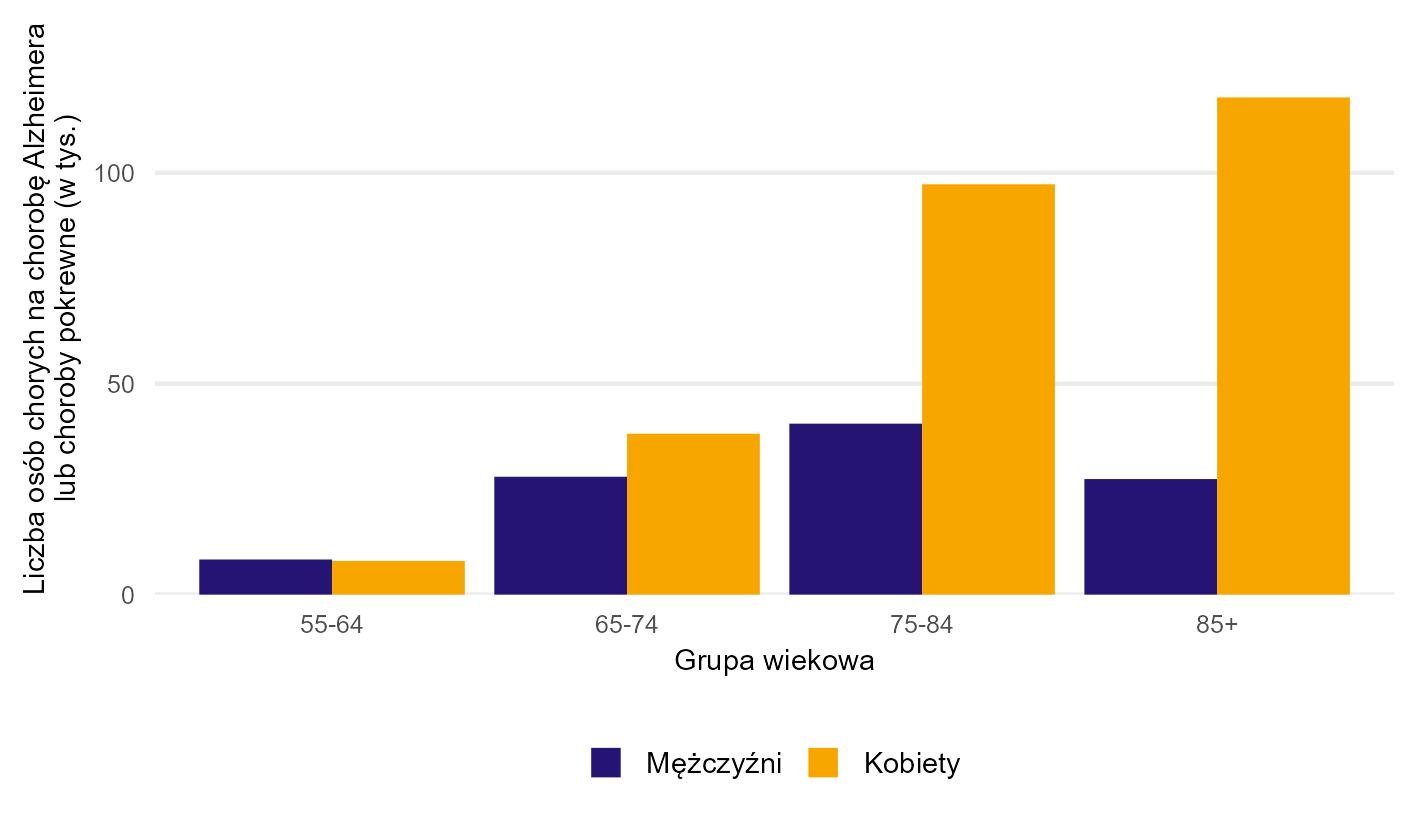 Liczba osób chorych na chorobę Alzheimera
lub choroby pokrewne (w tys.)
100
50
0
55-64
65-74
75-84
85+
Grupa wiekowa
Mężczyźni
Kobiety